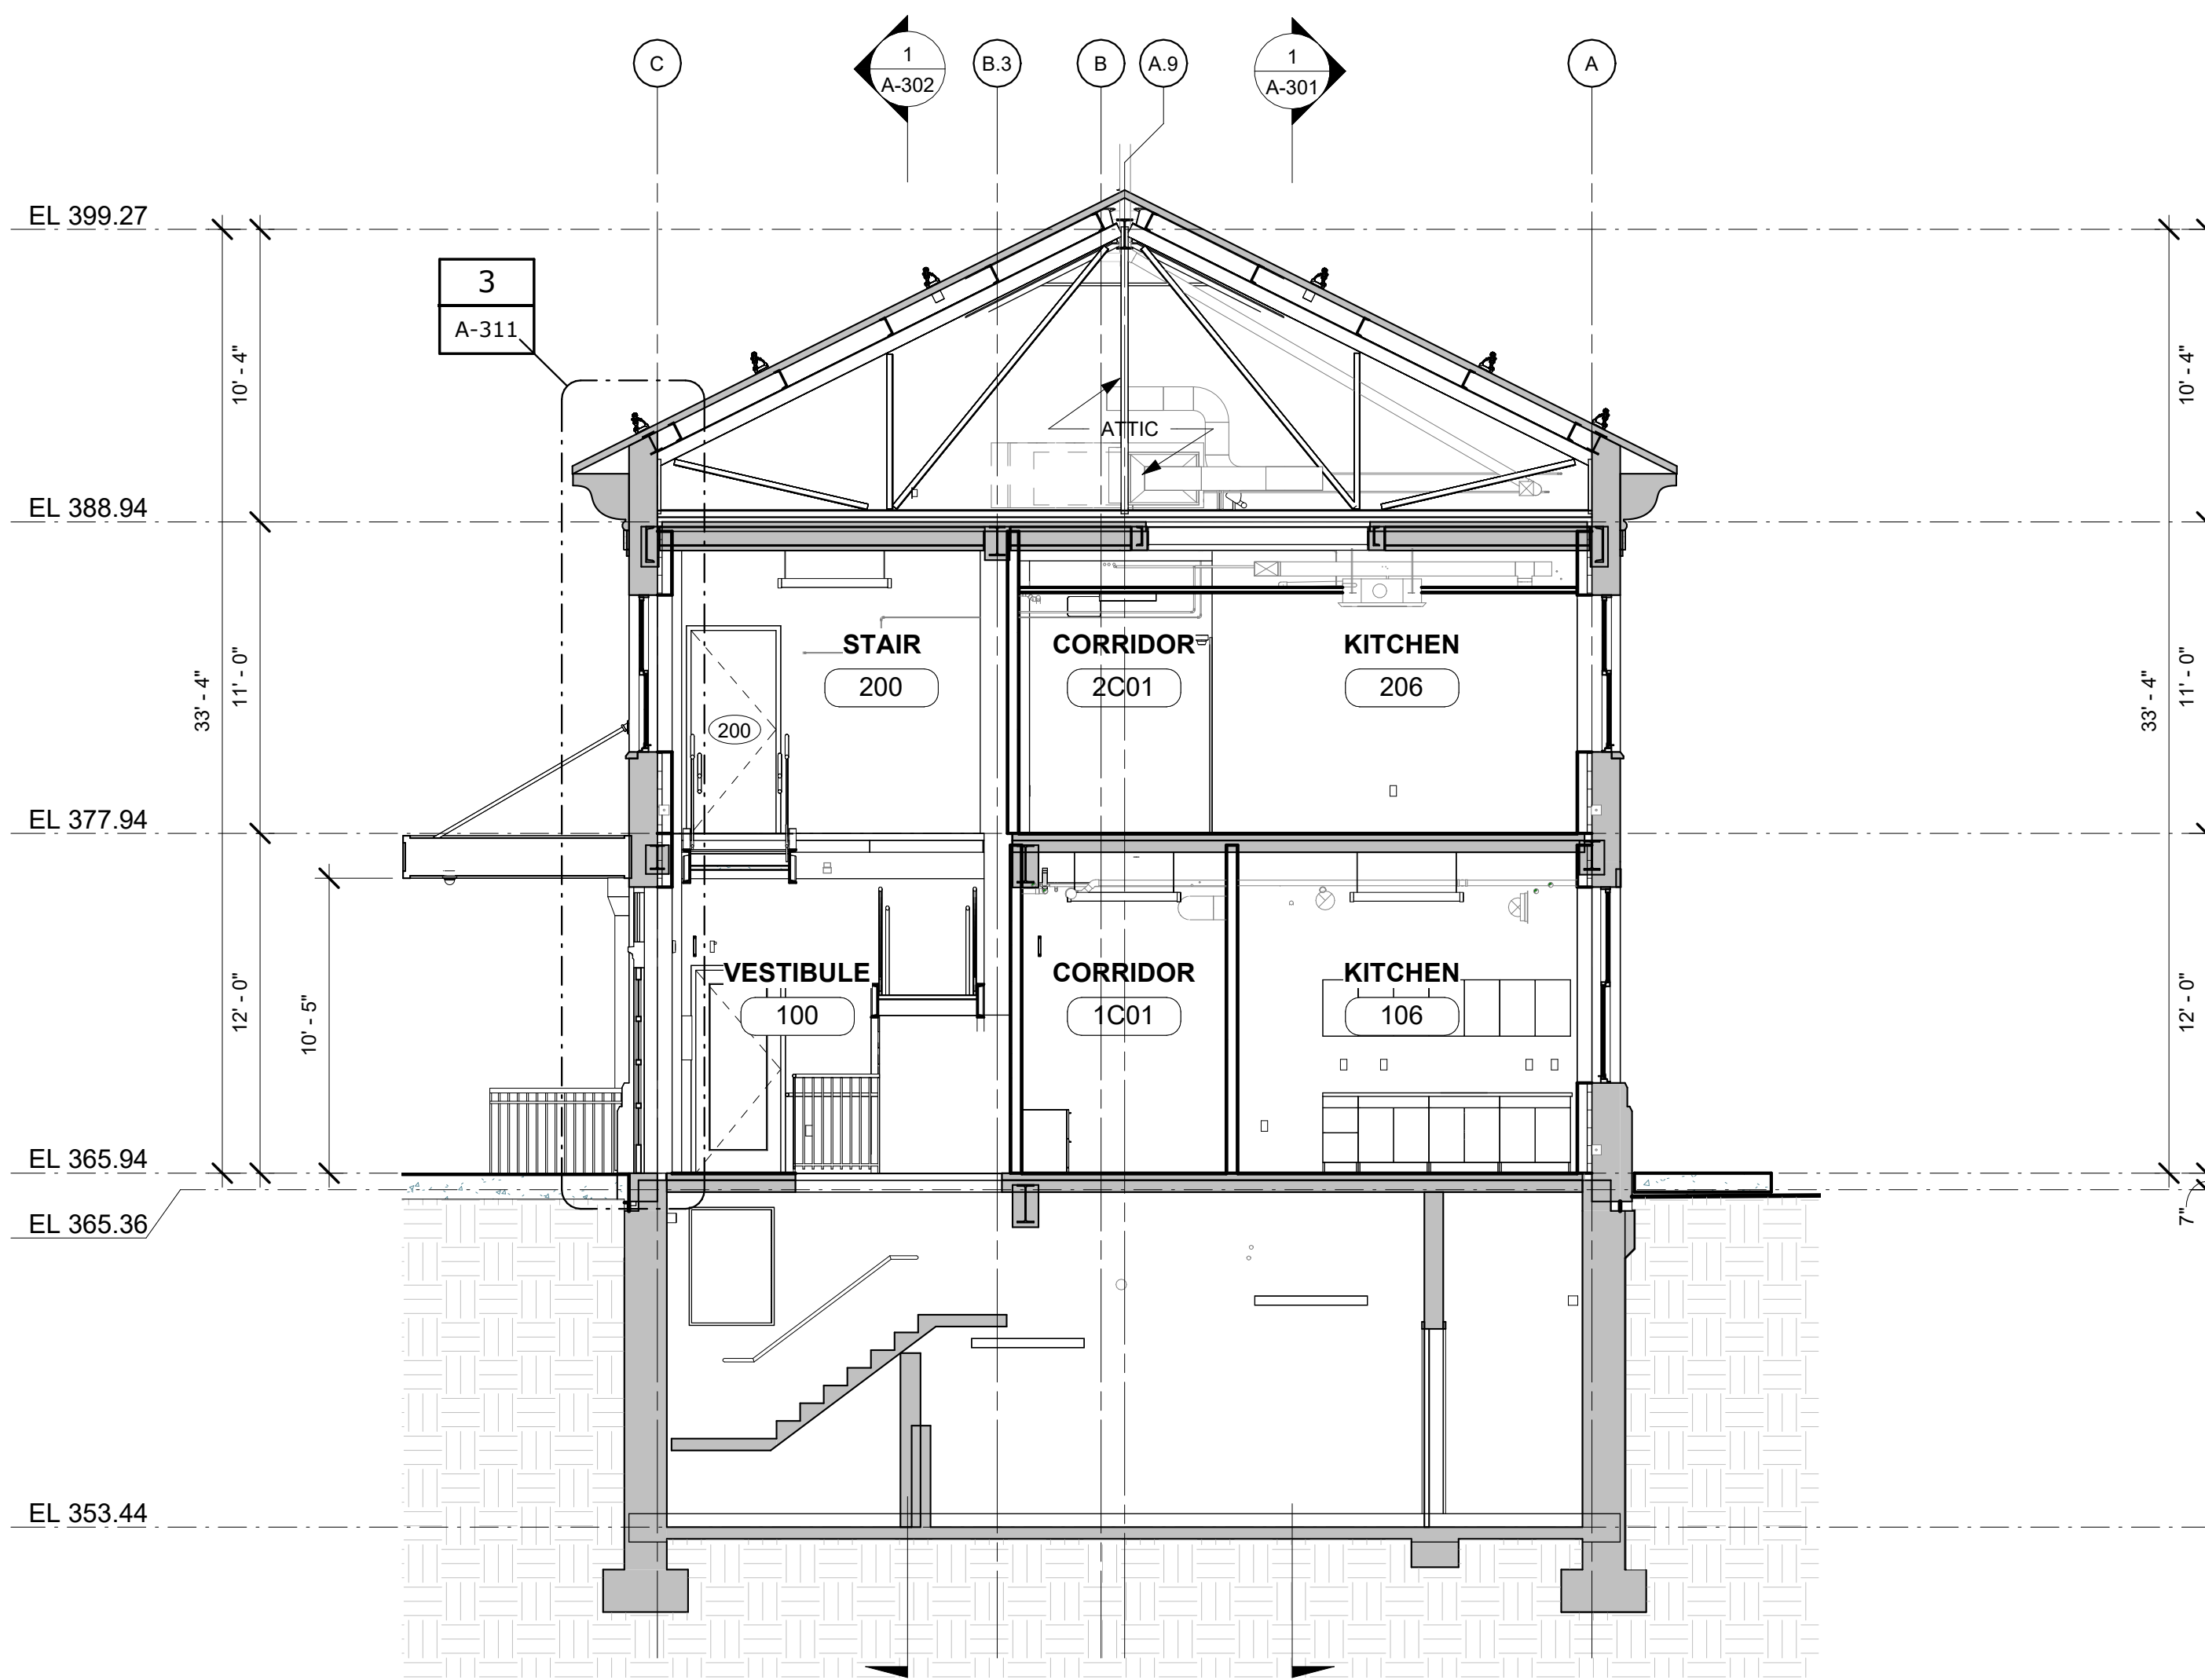 C
1
A-302
B.3
B
A.9
1
A-301
A
EL 399.27
3
A-311
10' - 4"
10' - 4"
ATTIC
EL 388.94
STAIR
200
CORRIDOR
2C01
KITCHEN
206
200
33' - 4"
11' - 0"
33' - 4"
11' - 0"
EL 377.94
VESTIBULE
100
CORRIDOR
1C01
KITCHEN
106
12' - 0"
10' - 5"
12' - 0"
EL 365.94
EL 365.36
7"
EL 353.44